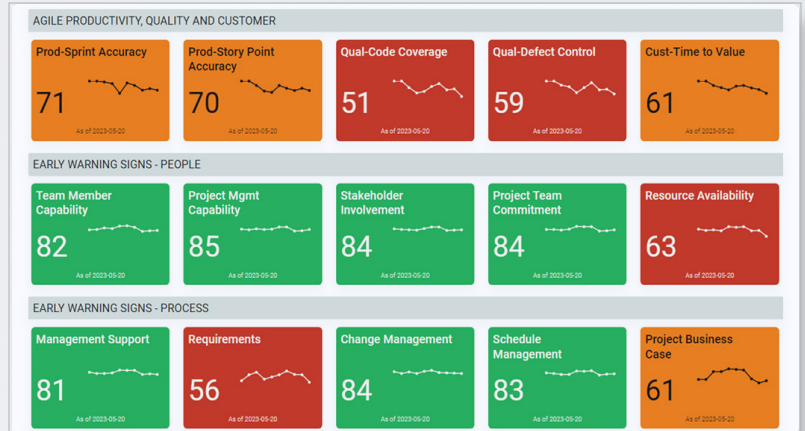 AGILE PRODUCTIVITY, QUALITY AND CUSTOMER
Prod-Sprint Accuracy
71
As of 2023-05-20
Prod-Story Point
Accuracy
70
As of 2023-05-20
Qual-Code Coverage
51
As of 2023-05-20
Qual-Defect Control
59
As of 2023-05-20
Cust-Time to Value
61
As of 2023-05-20
EARLY WARNING SIGNS - PEOPLE
Team Member
Capability
82
As of 2023-05-20
Project Mgmt
Capability
85
As of 2023-05-20
Stakeholder
Involvement
84
As of 2023-05-20
Project Team
Commitment
84
As of 2023-05-20
Resource Availability
63
As of 2023-05-20
EARLY WARNING SIGNS - PROCESS
Management Support
81
As of 2023-05-20
Requirements
56
As of 2023-05-20
Change Management
84
As of 2023-05-20
Schedule
Management
83
As of 2023-05-20
Project Business
Case
61
As of 2023-05-20